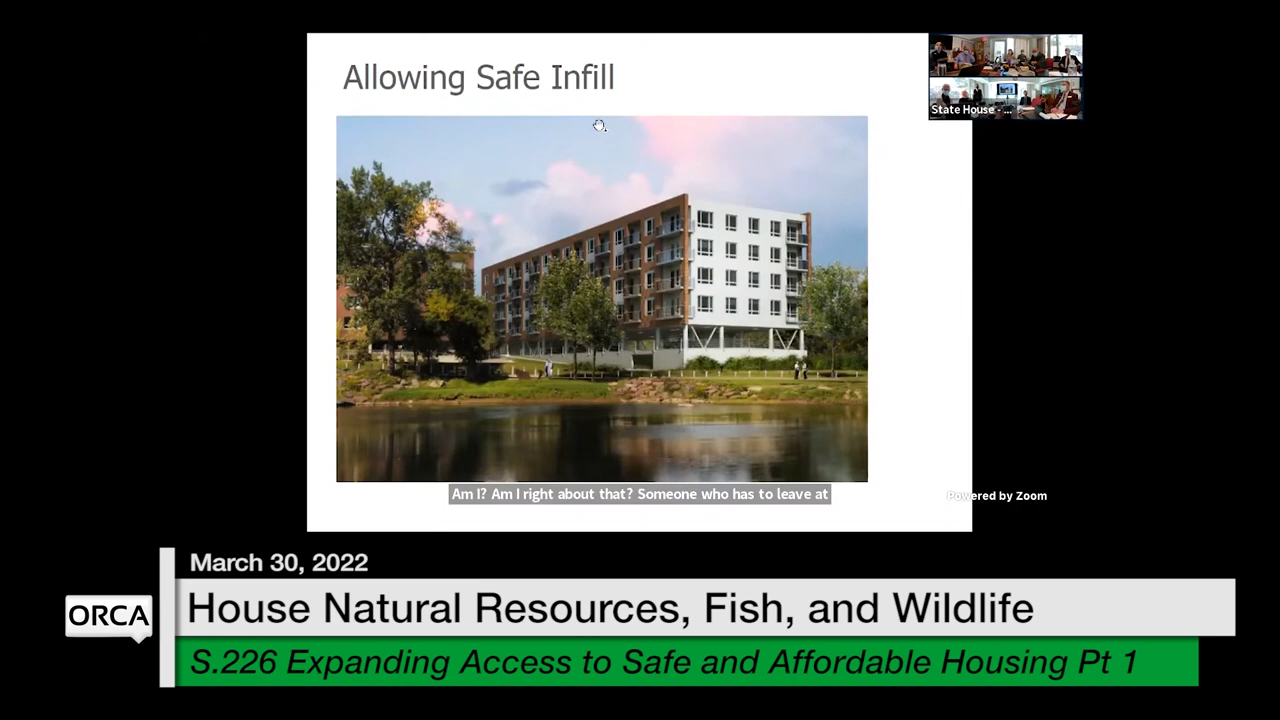 Allowing Safe Infill
State House - ...
Am I? Am I right about that? Someone who has to leave at
Powered by Zoom
March 30, 2022
ORCA
House Natural Resources, Fish, and Wildlife
S.226 Expanding Access to Safe and Affordable Housing Pt 1